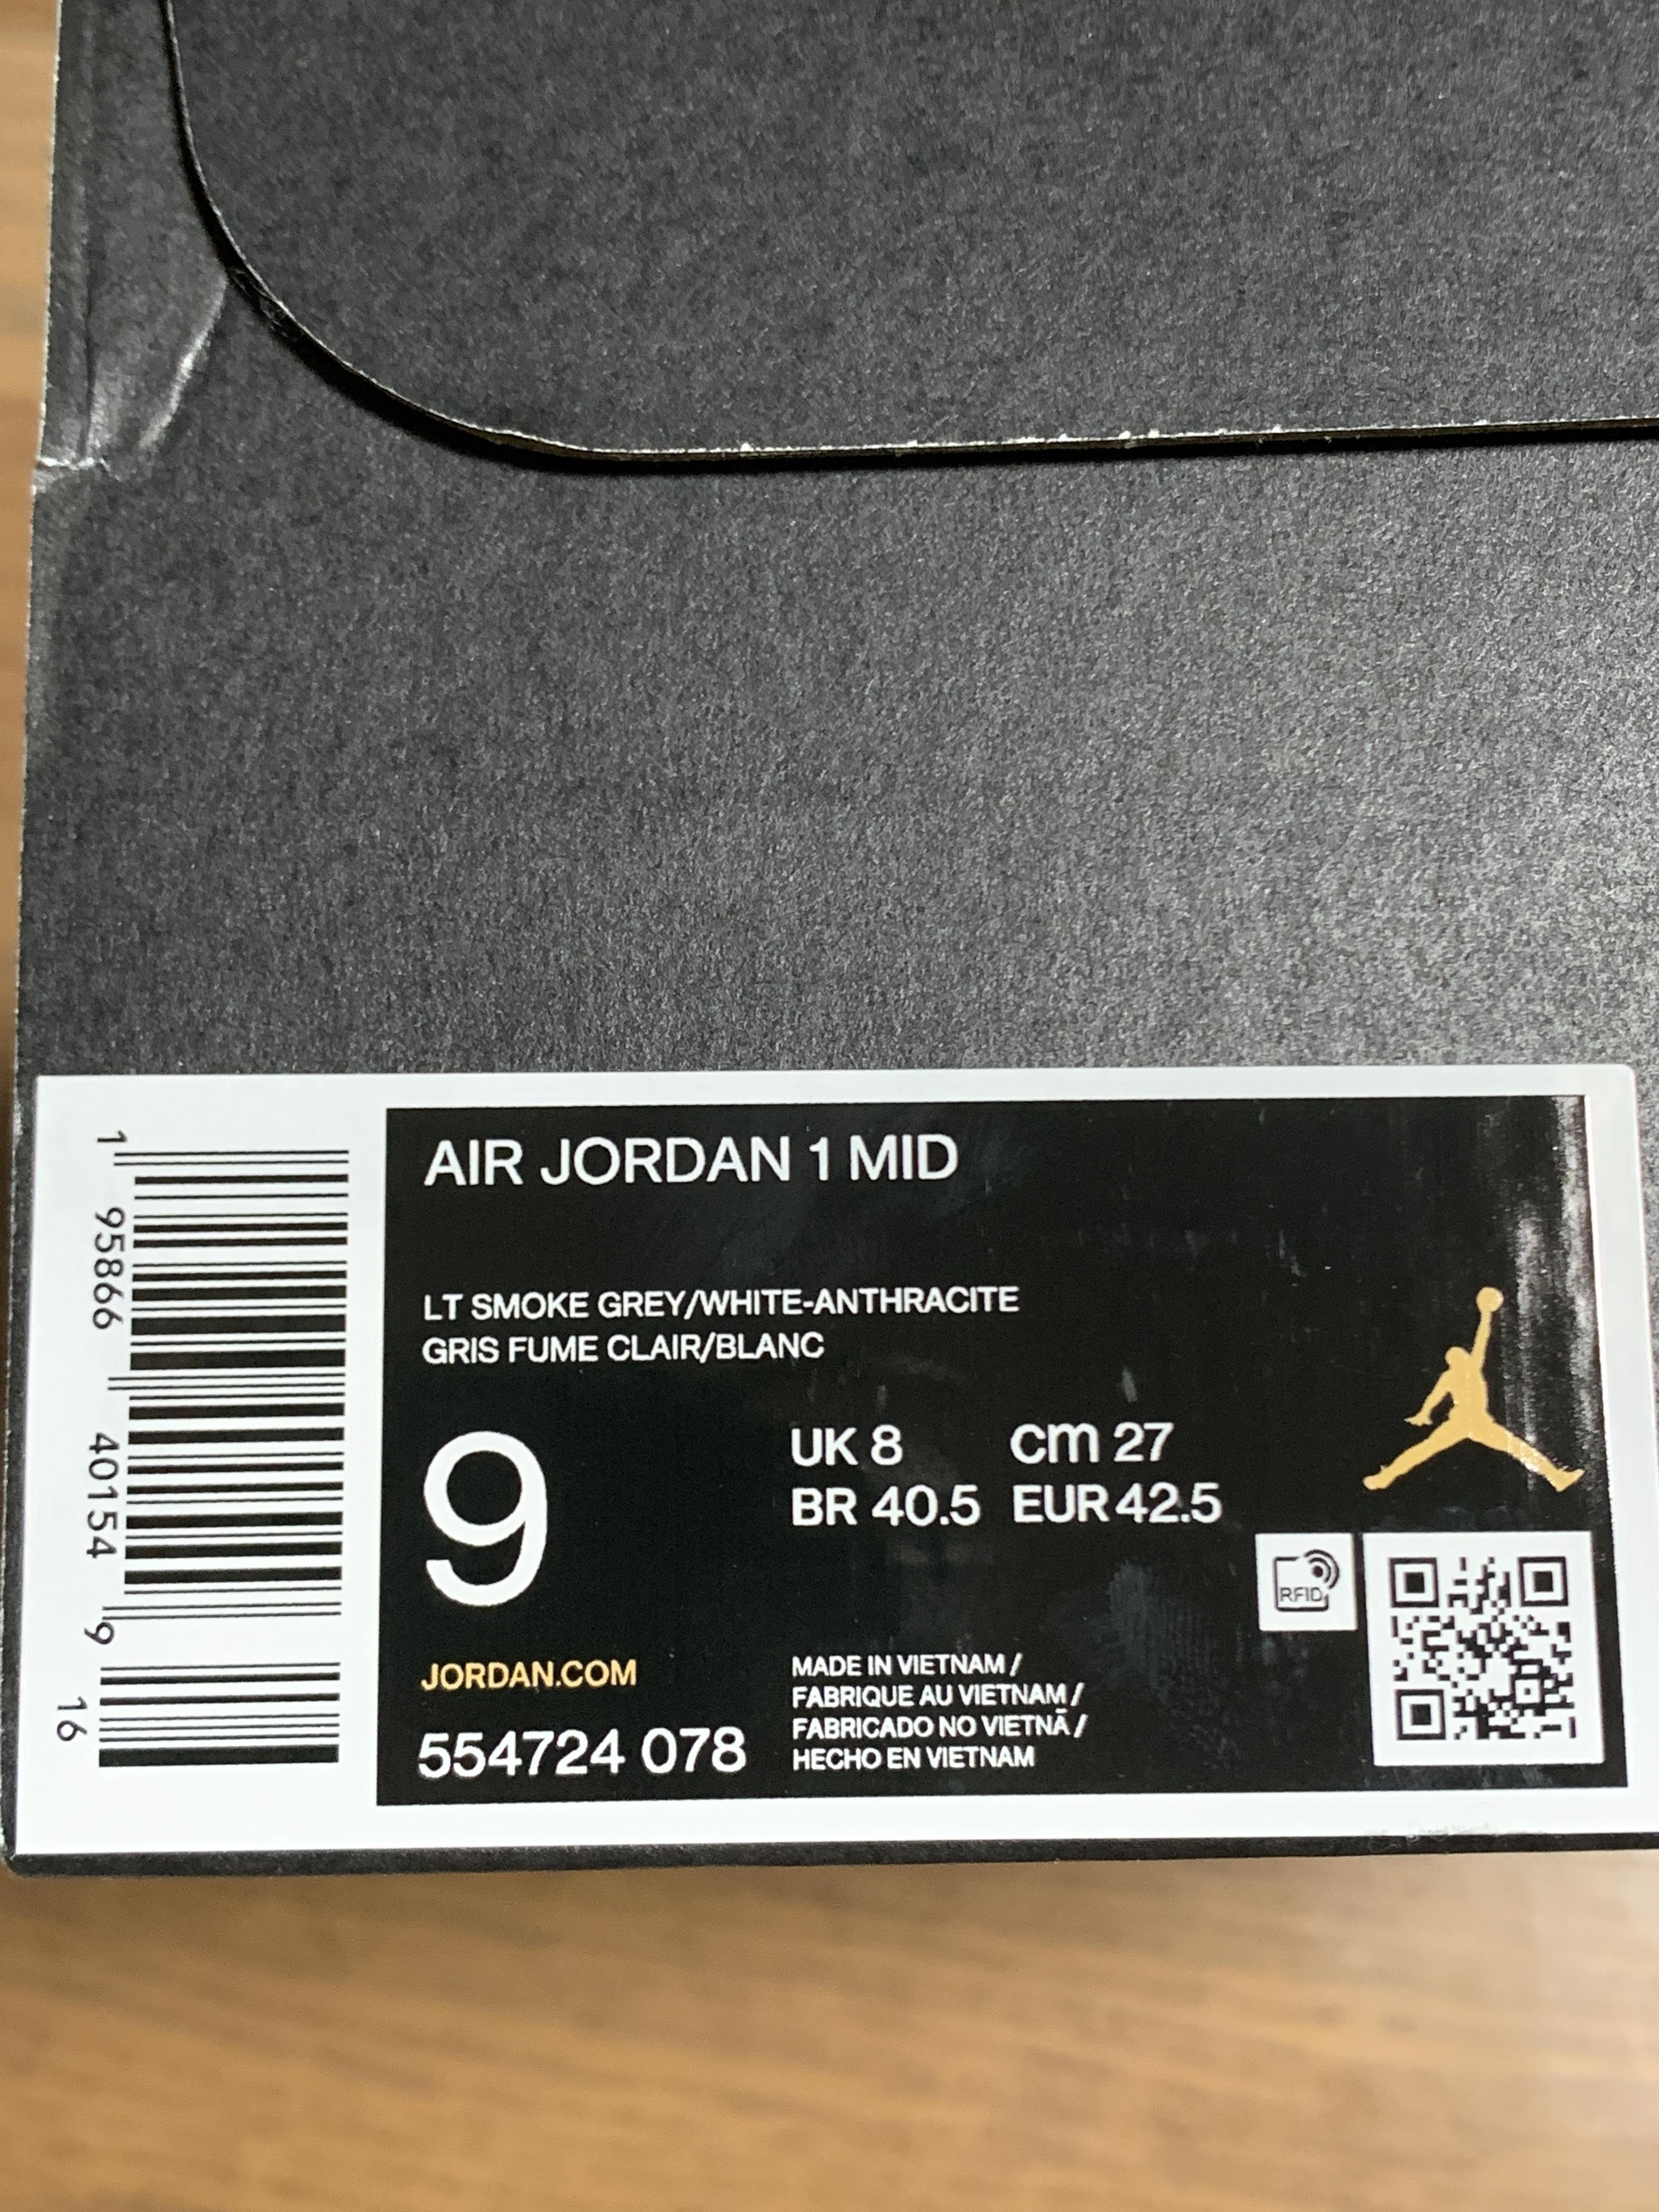 AIR JORDAN 1 MID
LT SMOKE GREY/WHITE-ANTHRACITE
GRIS FUME CLAIR/BLANC
9
UK 8 cm 27
BR 40.5 EUR 42.5
RFID
JORDAN.COM
554724 078
MADE IN VIETNAM /
FABRIQUE AU VIETNAM /
FABRICADO NO VIETNÃ /
HECHO EN VIETNAM
1 95866 40154 9 16